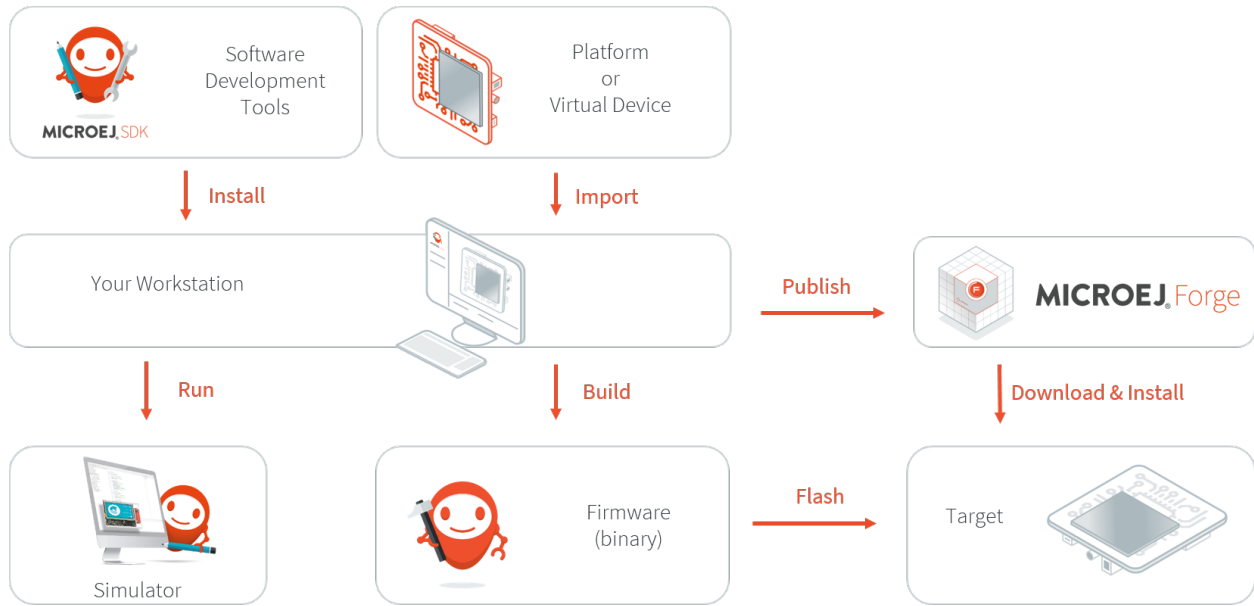 MICROEJ® SDK
Software
Development
Tools
Platform
or
Virtual Device
Install
Import
Your Workstation
Publish
MICROEJ® Forge
Run
Build
Download & Install
Simulator
Firmware
(binary)
Flash
Target
F